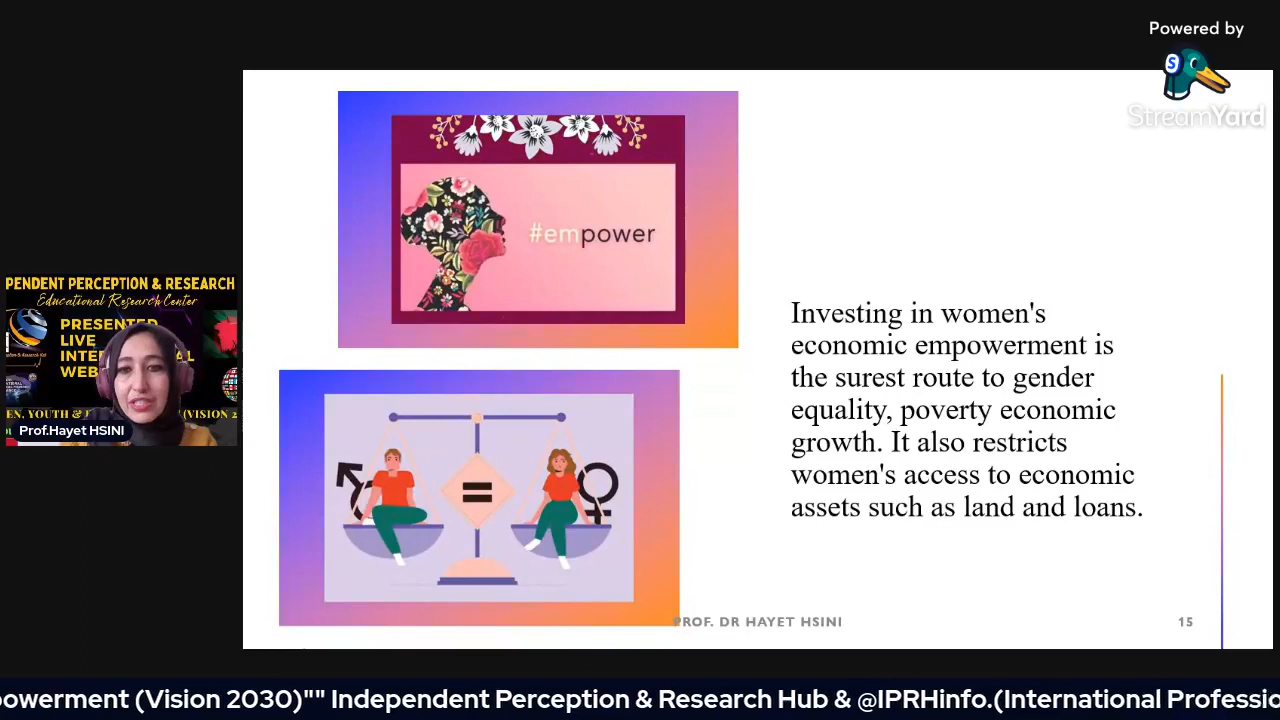 Powered by
StreamYard
#empower
Investing in women's
economic empowerment is
the surest route to gender
equality, poverty economic
growth. It also restricts
women's access to economic
assets such as land and loans.
PENDENT PERCEPTION & RESEARCH
Educational Research Center
PRESENTED
LIVE
WEB
Prof.Hayet HSINI
PROF. DR HAYET HSINI
15
powerment (Vision 2030)"" Independent Perception & Research Hub & @IPRHinfo.(International Professio